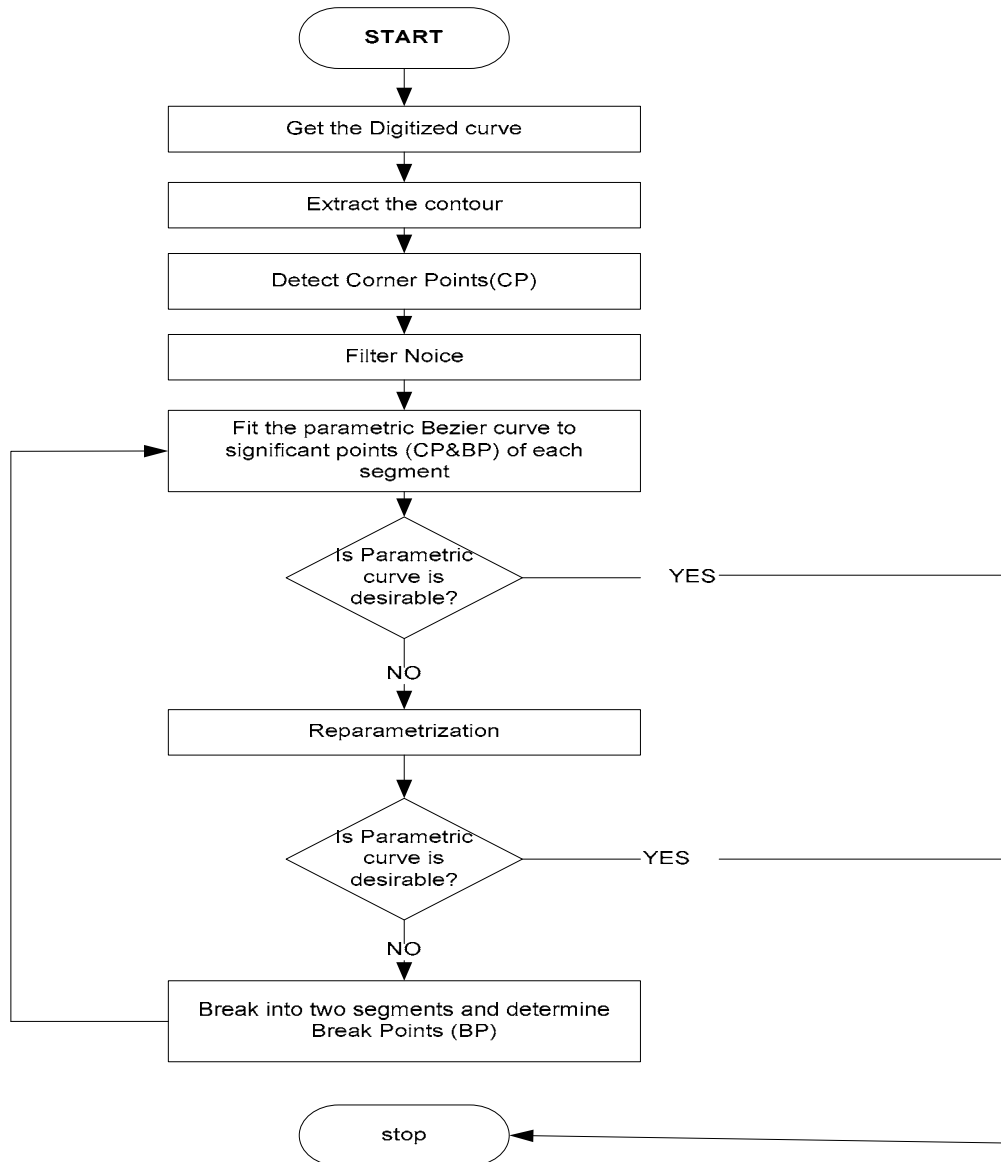 START
Get the Digitized curve
Extract the contour
Detect Corner Points(CP)
Filter Noice
Fit the parametric Bezier curve to
significant points (CP&BP) of each
segment
Is Parametric
curve is
desirable?
YES
NO
Reparametrization
Is Parametric
curve is
desirable?
YES
NO
Break into two segments and determine
Break Points (BP)
stop